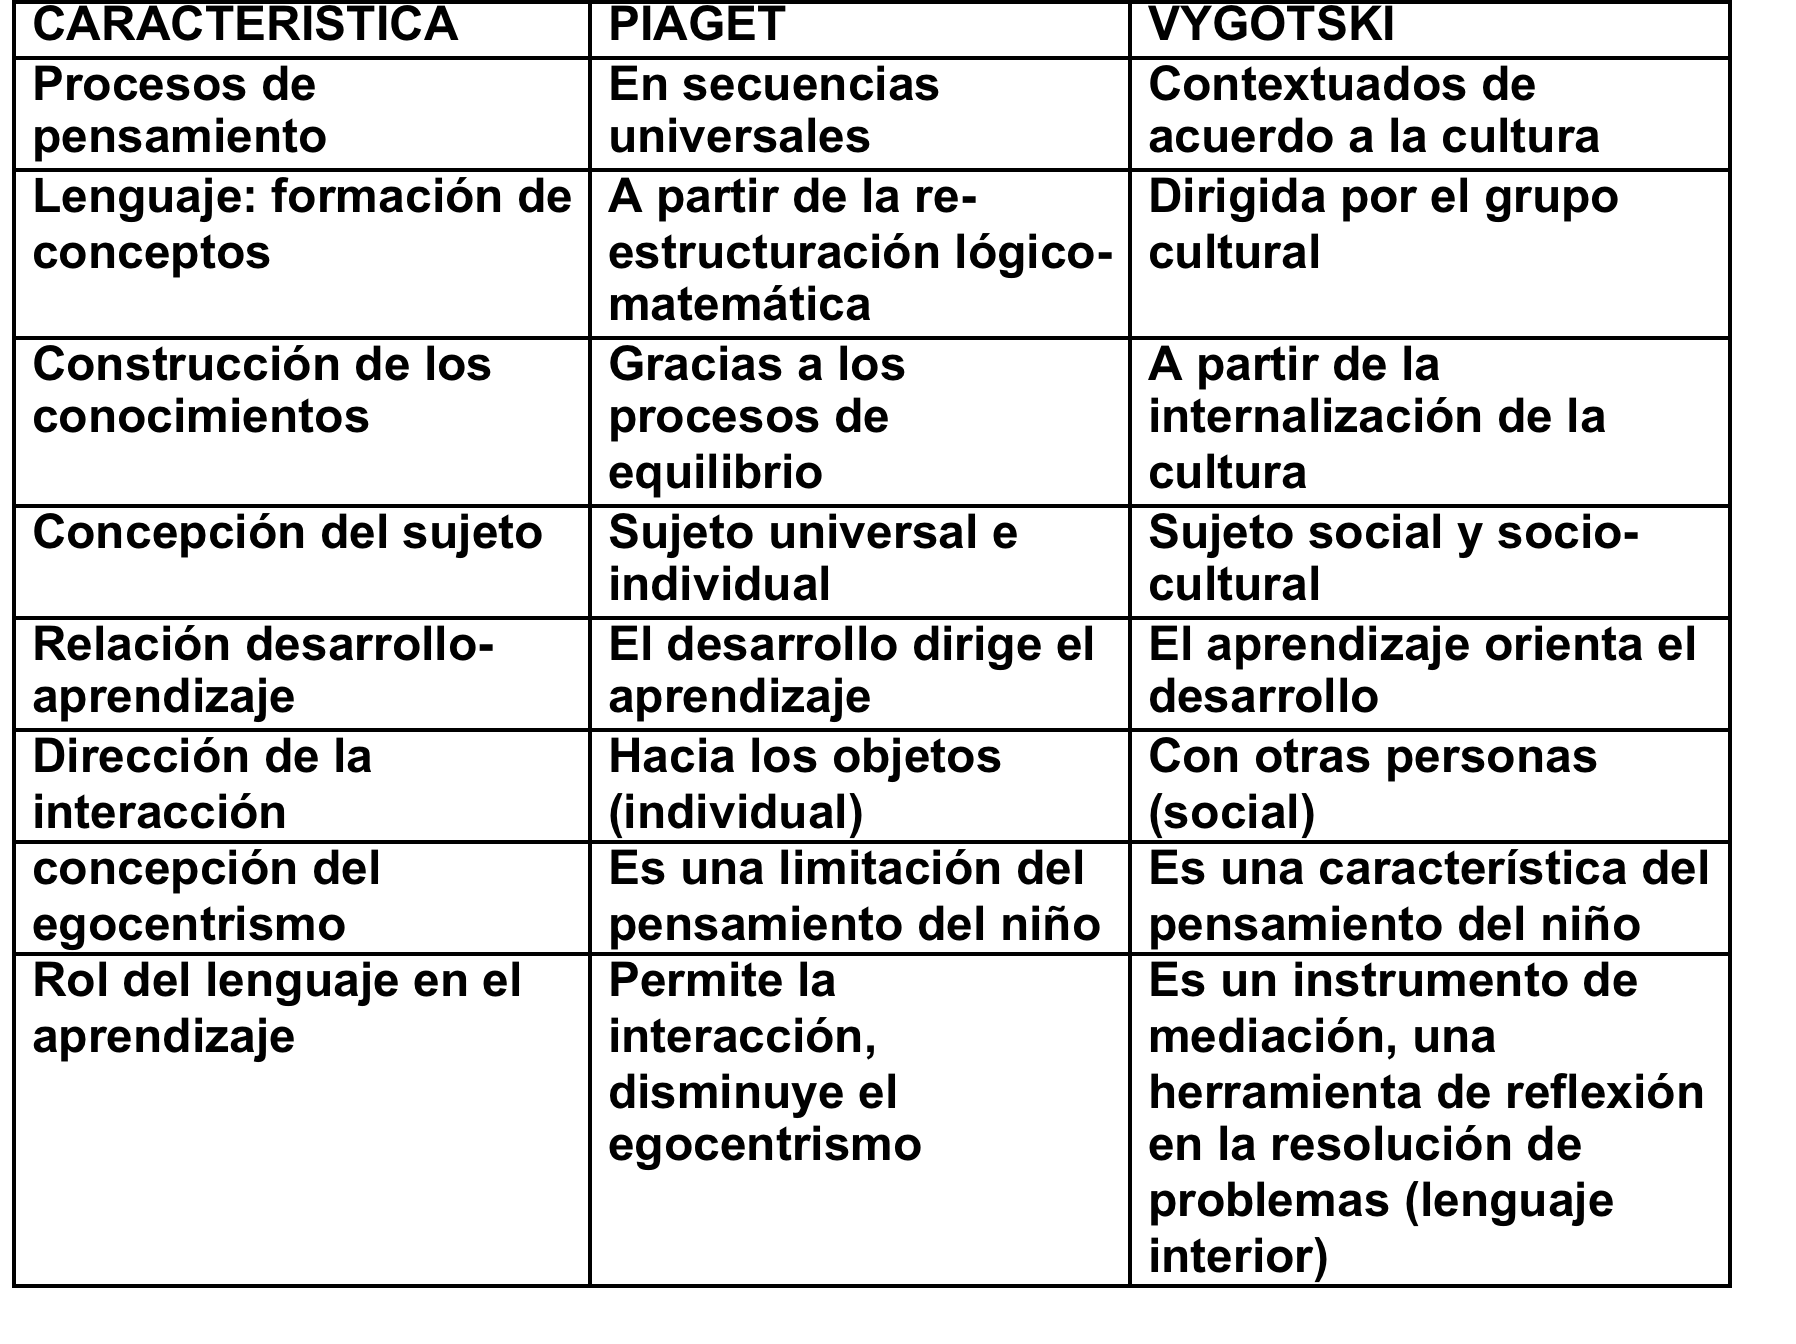 CARACTERISTICA PIAGET VYGOTSKI
Procesos de
pensamiento
En secuencias
universales
Contextuados de
acuerdo a la cultura
Lenguaje: formación de
conceptos
A partir de la re-
estructuración lógico-
matemática
Dirigida por el grupo
cultural
Construcción de los
conocimientos
Gracias a los
procesos de
equilibrio
A partir de la
internalización de la
cultura
Concepción del sujeto
Sujeto universal e
individual
Sujeto social y socio-
cultural
Relación desarrollo-
aprendizaje
El desarrollo dirige el
aprendizaje
El aprendizaje orienta el
desarrollo
Dirección de la
interacción
Hacia los objetos
(individual)
Con otras personas
(social)
concepción del
egocentrismo
Es una limitación del
pensamiento del niño
Es una característica del
pensamiento del niño
Rol del lenguaje en el
aprendizaje
Permite la
interacción,
disminuye el
egocentrismo
Es un instrumento de
mediación, una
herramienta de reflexión
en la resolución de
problemas (lenguaje
interior)